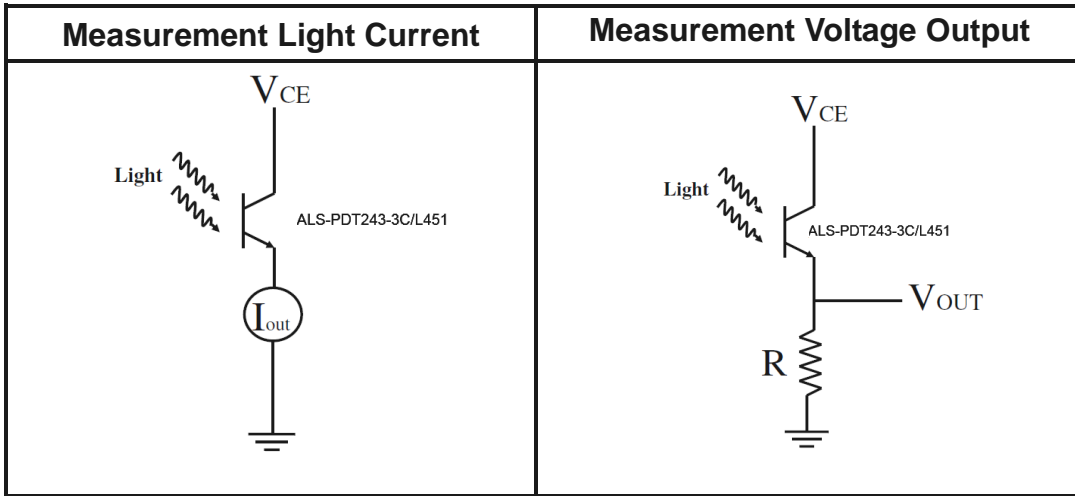 Measurement Light Current
Measurement Voltage Output
VCE
Light
ALS-PDT243-3C/L451
Iout
VCE
Light
ALS-PDT243-3C/L451
VOUT
R